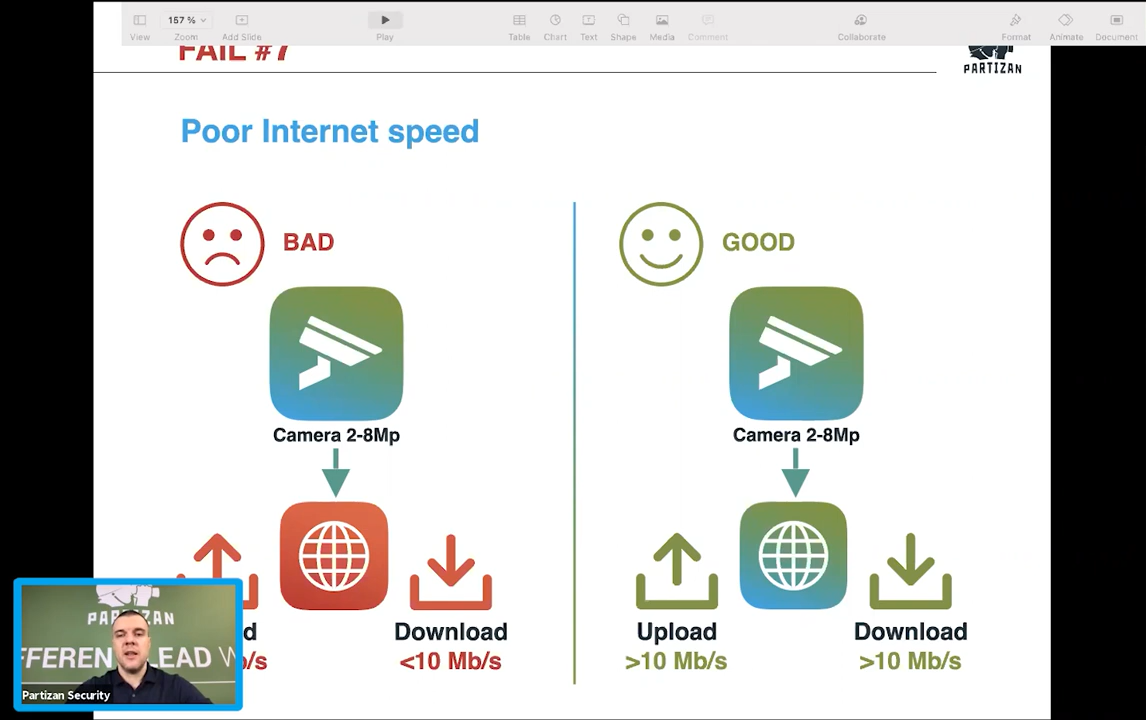 157 %
View
Zoom
Add Slide
Play
Table
Chart
Text
Shape
Media
Comment
Collaborate
Format
Animate
Document
FAIL #7
PARTIZAN
Poor Internet speed
BAD
GOOD
Camera 2-8Mp
Camera 2-8Mp
Download
<10 Mb/s
Upload
>10 Mb/s
Download
>10 Mb/s
PARTIZAN
LEAD
Partizan Security